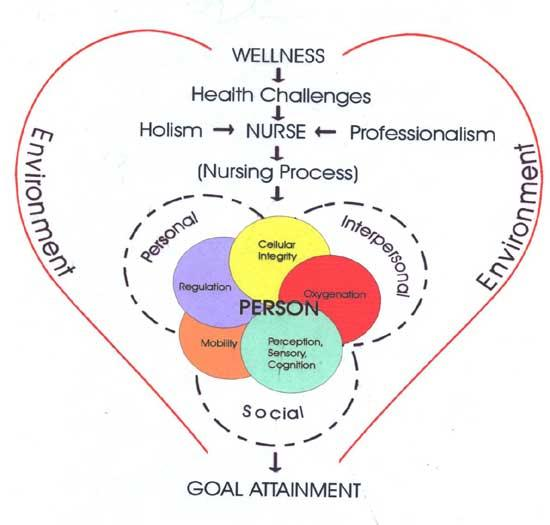 WELLNESS
Health Challenges
Holism → NURSE ← Professionalism
(Nursing Process)
Environment
Environment
Personal
Interpersonal
Cellular
Integrity
Regulation
Oxygenation
PERSON
Mobility
Perception,
Sensory,
Cognition
Social
GOAL ATTAINMENT